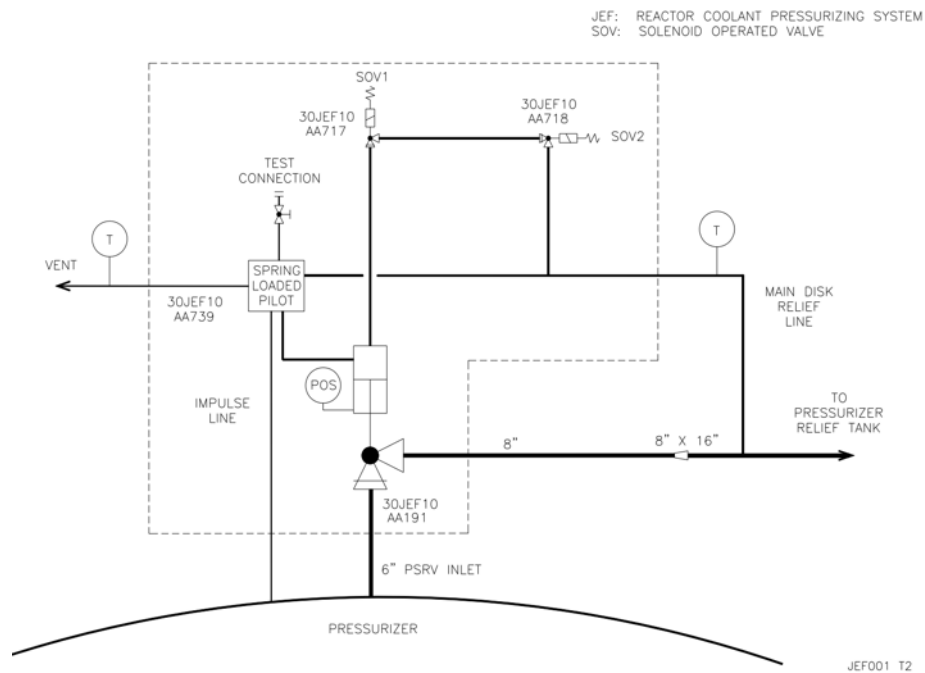 JEF: REACTOR COOLANT PRESSURIZING SYSTEM
SOV: SOLENOID OPERATED VALVE
SOV1
30JEF10
AA717
30JEF10
AA718
SOV2
TEST
CONNECTION
T
T
VENT
SPRING
LOADED
PILOT
30JEF10
AA739
MAIN DISK
RELIEF
LINE
POS
IMPULSE
LINE
TO
PRESSURIZER
RELIEF TANK
8"
8" X 16"
30JEF10
AA191
6" PSRV INLET
PRESSURIZER
JEF001 T2